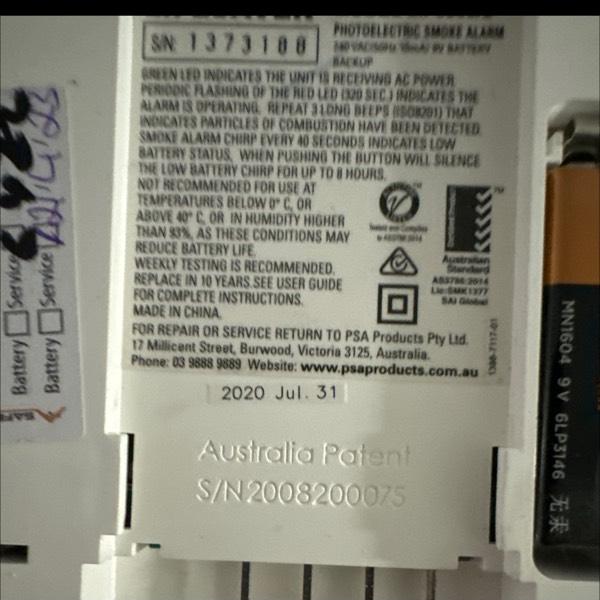 PHOTOELECTRIC SMOKE ALARM
S/N: 1373188
BACKUP
GREEN LED INDICATES THE UNIT IS RECEIVING AC POWER
PERIODIC FLASHING OF THE RED LED (320 SEC.) INDICATES THE
ALARM IS OPERATING. REPEAT 3 LONG BEEPS (ISO8201) THAT
INDICATES PARTICLES OF COMBUSTION HAVE BEEN DETECTED
SMOKE ALARM CHIRP EVERY 40 SECONDS INDICATES LOW
BATTERY STATUS. WHEN PUSHING THE BUTTON WILL SILENCE
THE LOW BATTERY CHIRP FOR UP TO 8 HOURS.
NOT RECOMMENDED FOR USE AT
TEMPERATURES BELOW 0° C, OR
ABOVE 40° C, OR IN HUMIDITY HIGHER
THAN 93%, AS THESE CONDITIONS MAY
REDUCE BATTERY LIFE.
WEEKLY TESTING IS RECOMMENDED.
REPLACE IN 10 YEARS.SEE USER GUIDE
FOR COMPLETE INSTRUCTIONS.
MADE IN CHINA.
Australian
Standard
AS3786:2014
Lic:SMK1377
SAI Global
FOR REPAIR OR SERVICE RETURN TO PSA Products Pty Ltd.
17 Millicent Street, Burwood, Victoria 3125, Australia.
Phone: 03 9888 9889 Website: www.psaproducts.com.au
1398-7117-01
2020 Jul. 31
Australia Patent
S/N2008200075
Battery Service
Battery Service
NN1604 9V 6LP3146 无汞